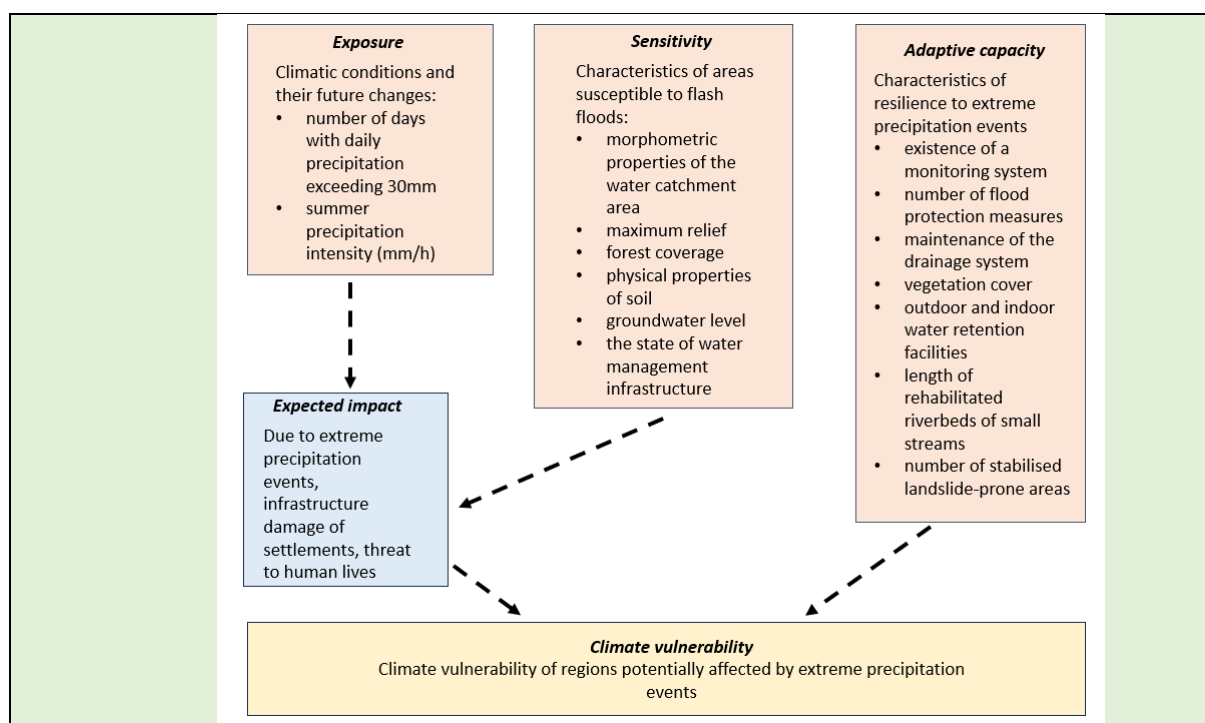 Exposure
Climatic conditions and
their future changes:
• number of days
with daily
precipitation
exceeding 30mm
• summer
precipitation
intensity (mm/h)
Sensitivity
Characteristics of areas
susceptible to flash
floods:
• morphometric
properties of the
water catchment
area
• maximum relief
• forest coverage
• physical properties
of soil
• groundwater level
• the state of water
management
infrastructure
Adaptive capacity
Characteristics of
resilience to extreme
precipitation events
• existence of a
monitoring system
• number of flood
protection measures
• maintenance of the
drainage system
• vegetation cover
• outdoor and indoor
water retention
facilities
• length of
rehabilitated
riverbeds of small
streams
• number of stabilised
landslide-prone areas
Expected impact
Due to extreme
precipitation
events,
infrastructure
damage of
settlements, threat
to human lives
Climate vulnerability
Climate vulnerability of regions potentially affected by extreme precipitation
events